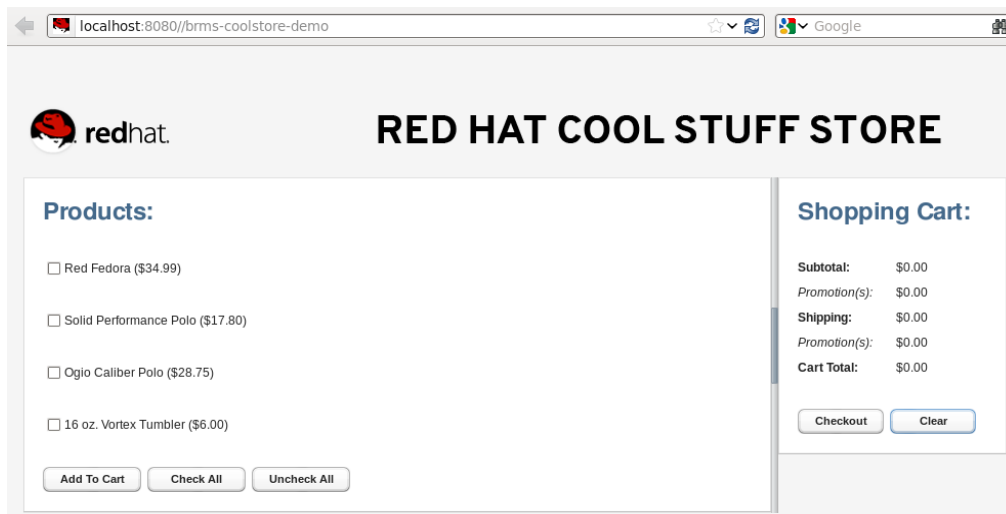 localhost:8080//brms-coolstore-demo
Google
redhat.
RED HAT COOL STUFF STORE
Products:
Red Fedora ($34.99)
Solid Performance Polo ($17.80)
Ogio Caliber Polo ($28.75)
16 oz. Vortex Tumbler ($6.00)
Add To Cart Check All Uncheck All
Shopping Cart:
Subtotal: $0.00
Promotion(s): $0.00
Shipping: $0.00
Promotion(s): $0.00
Cart Total: $0.00
Checkout Clear